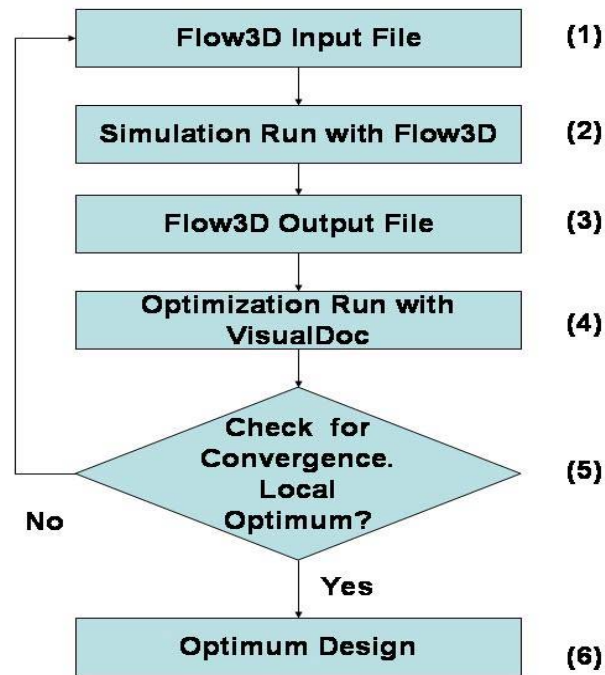 Flow3D Input File (1)
Simulation Run with Flow3D (2)
Flow3D Output File (3)
Optimization Run with
VisualDoc (4)
Check for
Convergence.
Local
Optimum? (5)
No
Yes
Optimum Design (6)